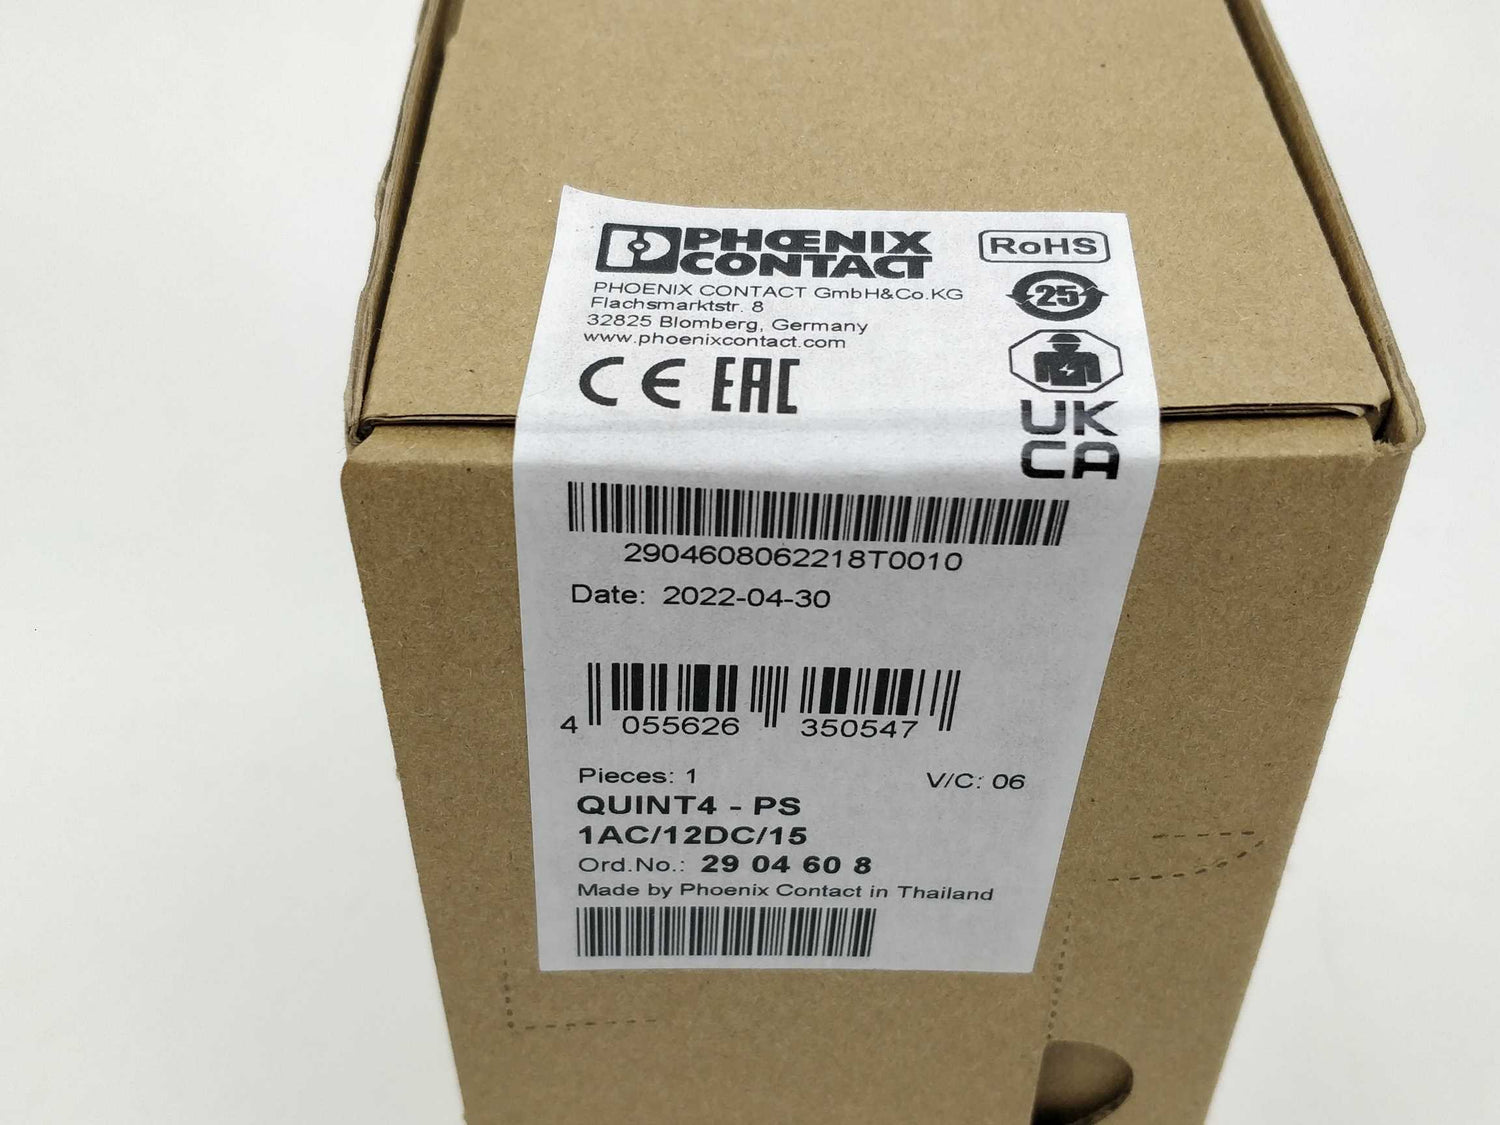 PHŒNIX
CONTACT
RoHS
PHOENIX CONTACT GmbH&Co.KG
Flachsmarktstr. 8
32825 Blomberg, Germany
www.phoenixcontact.com
25
CE EAC
UK
CA
2904608062218T0010
Date: 2022-04-30
4 055626 350547
Pieces: 1 V/C: 06
QUINT4 - PS
1AC/12DC/15
Ord.No.: 29 04 60 8
Made by Phoenix Contact in Thailand